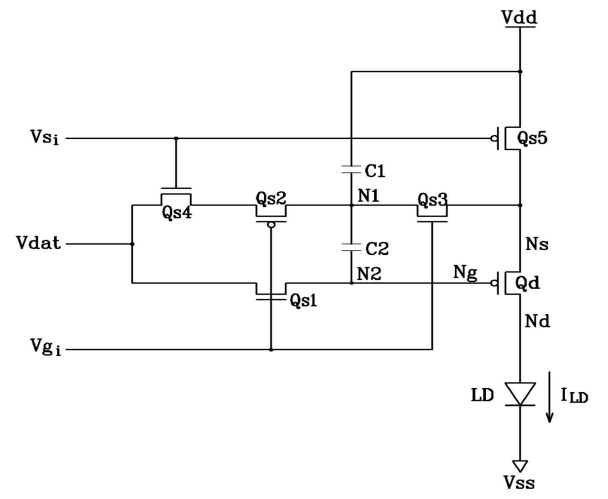 Vdd
Vsᵢ
Qs5
C1
Qs2
N1
Qs3
Qs4
Vdat
C2
Ns
N2
Ng
Qd
Qs1
Nd
Vgᵢ
LD
I_LD
Vss